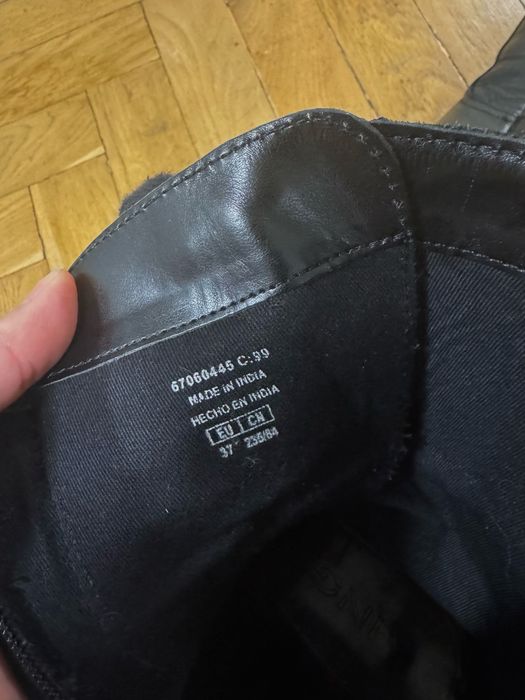 67060445 C: 99
MADE IN INDIA
HECHO EN INDIA
EU CN
37 235/84